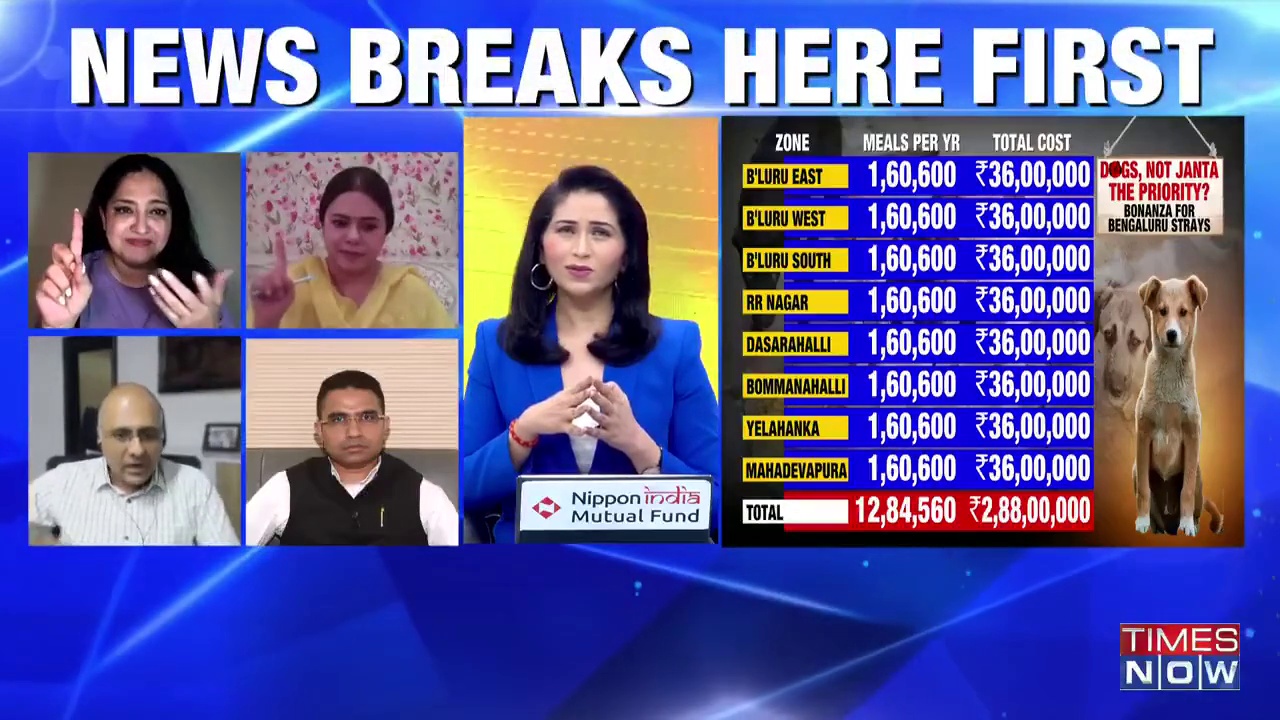 NEWS BREAKS HERE FIRST
ZONE MEALS PER YR TOTAL COST
B'LURU EAST 1,60,600 ₹36,00,000
B'LURU WEST 1,60,600 ₹36,00,000
B'LURU SOUTH 1,60,600 ₹36,00,000
RR NAGAR 1,60,600 ₹36,00,000
DASARAHALLI 1,60,600 ₹36,00,000
BOMMANAHALLI 1,60,600 ₹36,00,000
YELAHANKA 1,60,600 ₹36,00,000
MAHADEVAPURA 1,60,600 ₹36,00,000
TOTAL 12,84,560 ₹2,88,00,000
DOGS, NOT JANTA
THE PRIORITY?
BONANZA FOR
BENGALURU STRAYS
Nippon india
Mutual Fund
TIMES
NOW